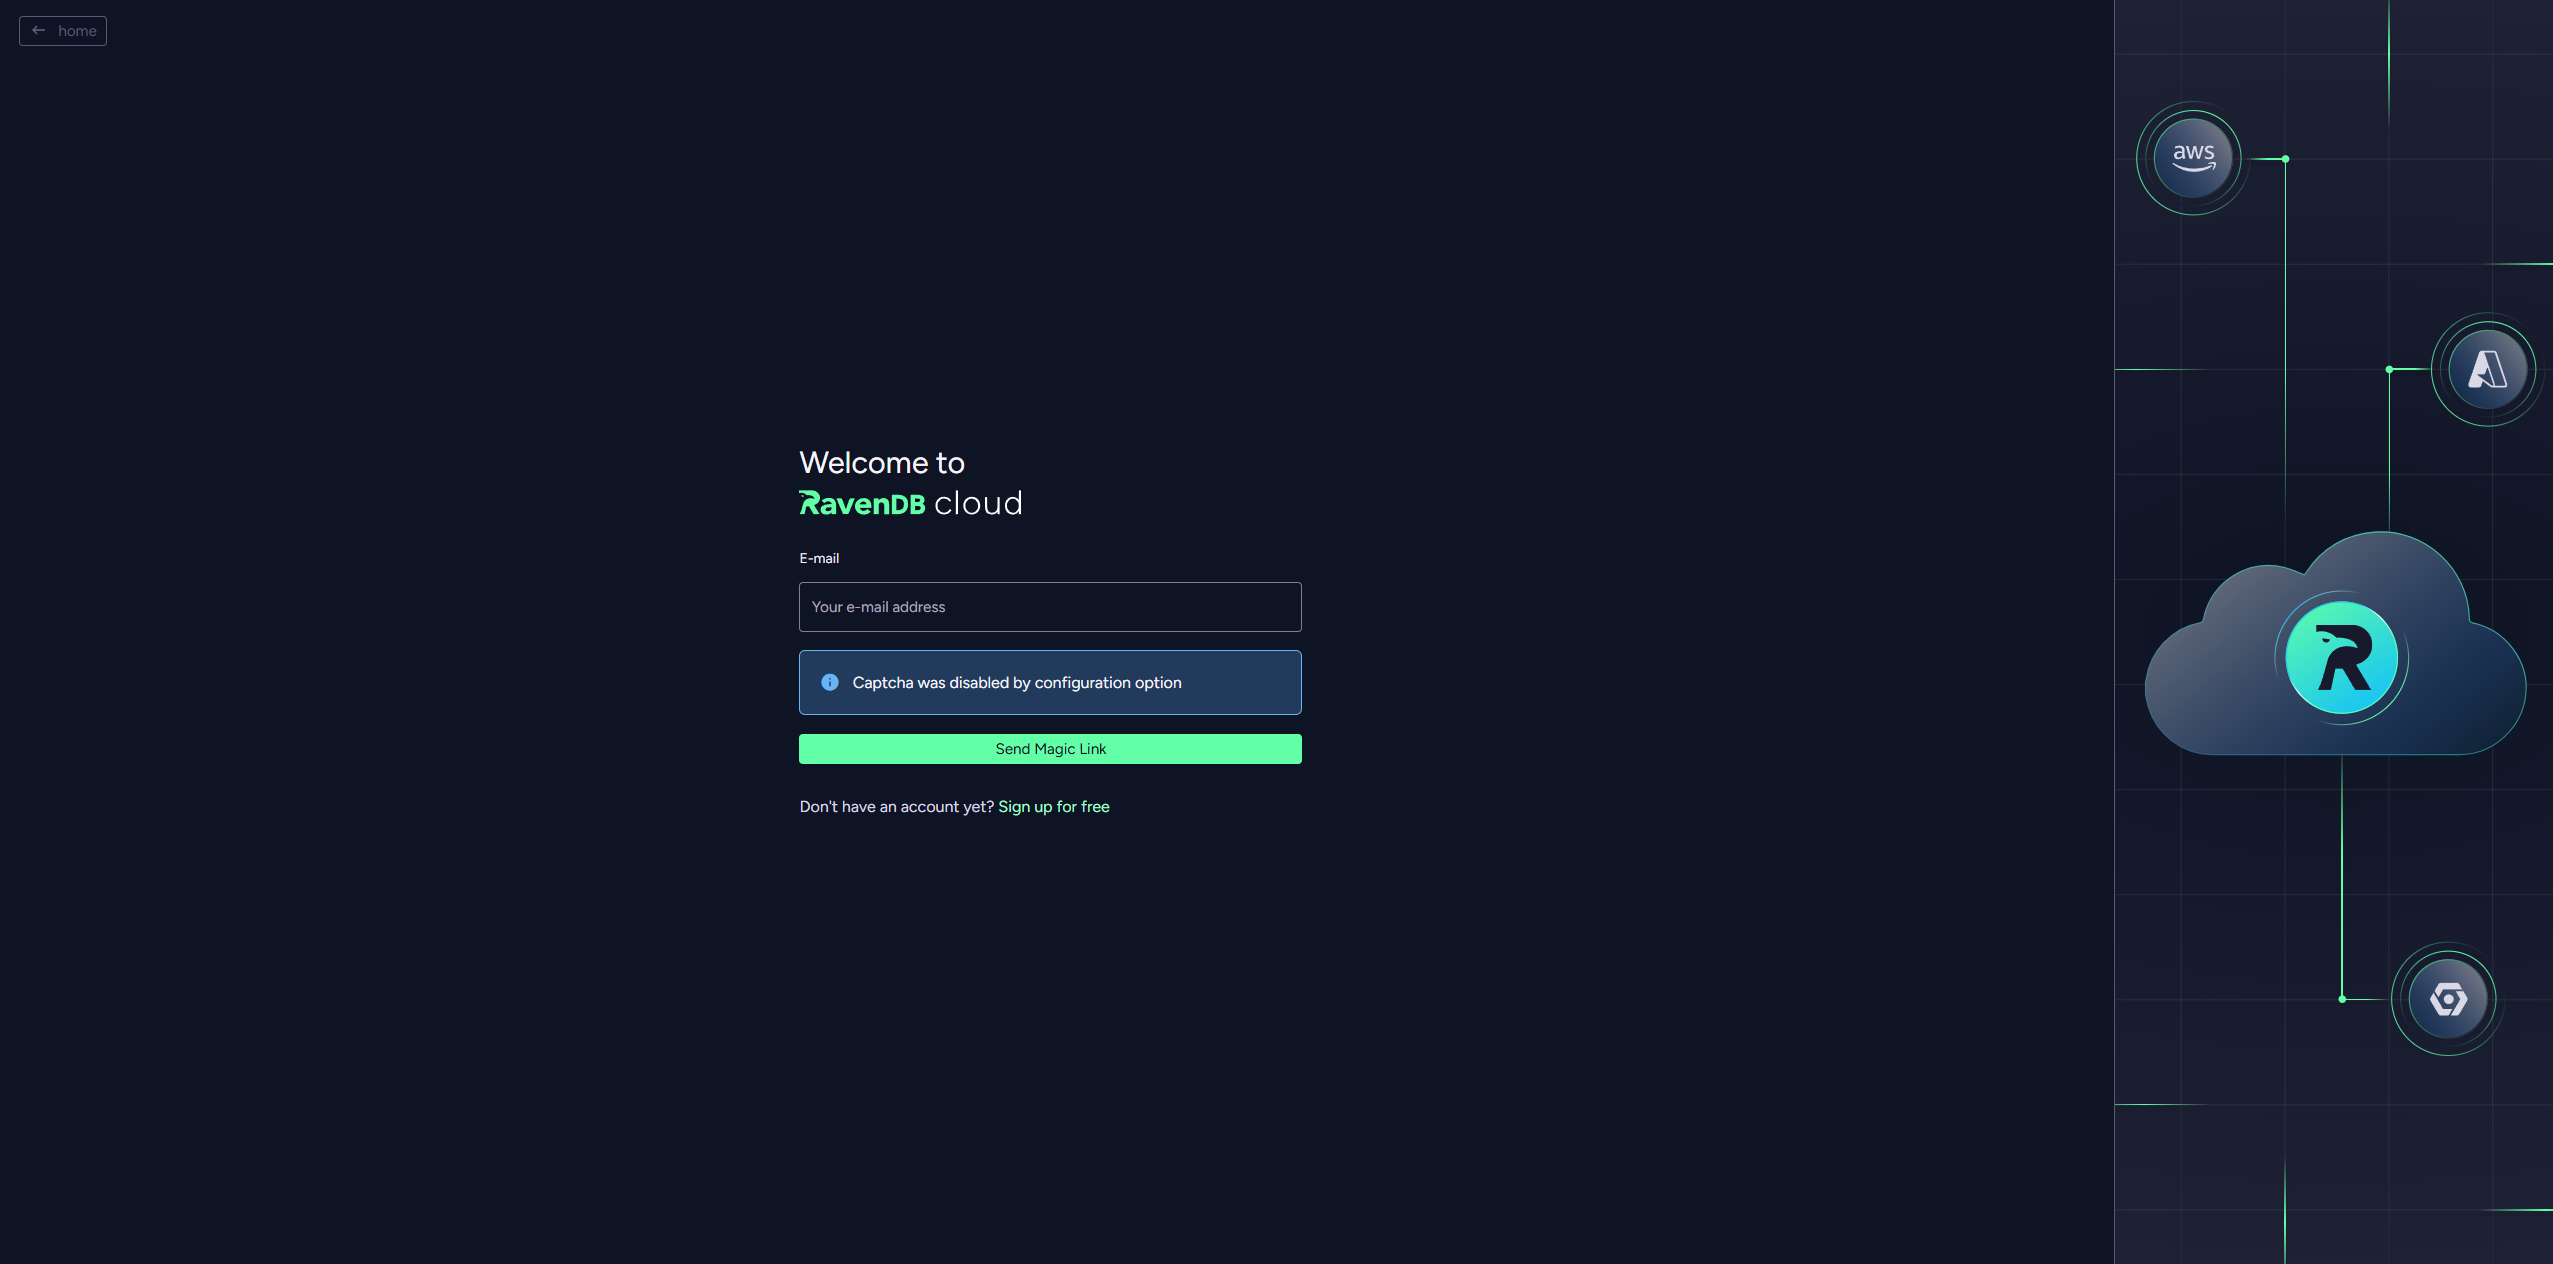 home
Welcome to
RavenDB cloud
E-mail
Your e-mail address
Captcha was disabled by configuration option
Send Magic Link
Don't have an account yet? Sign up for free
aws